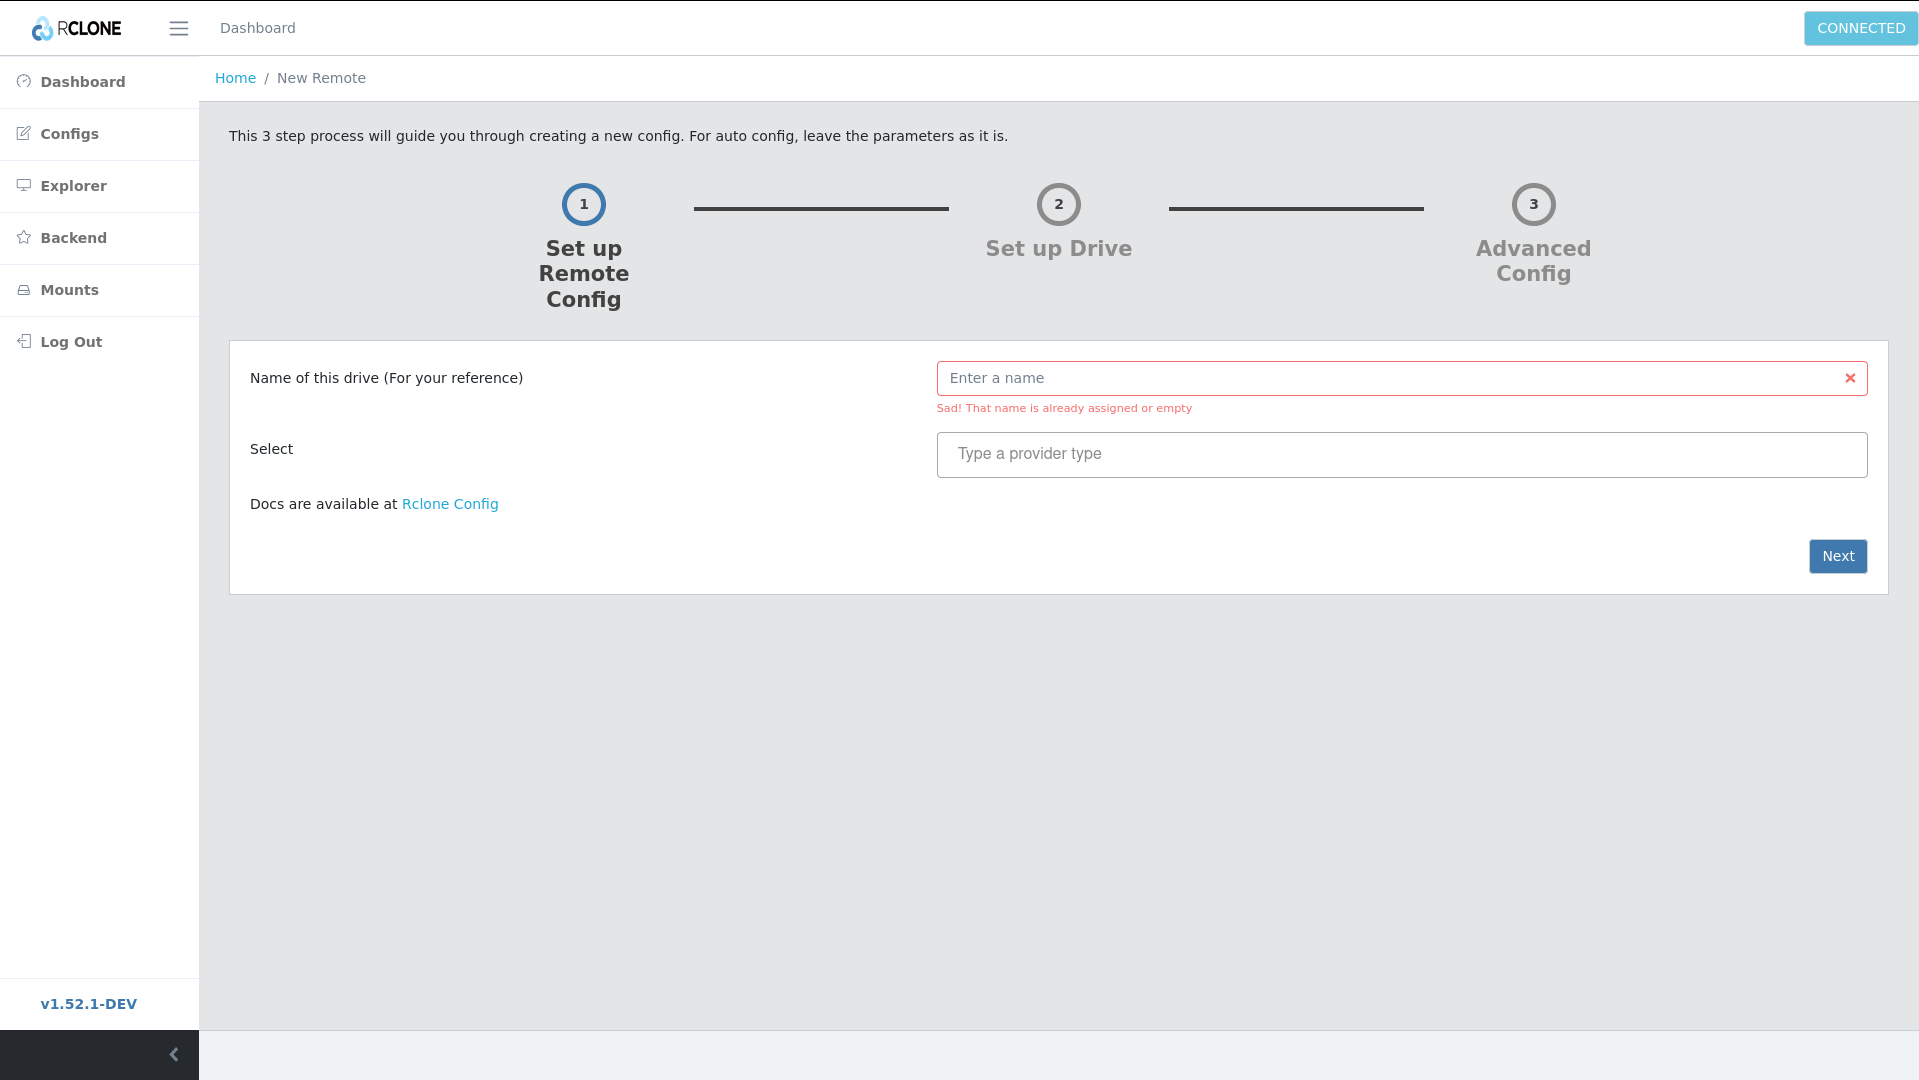 RCLONE
Dashboard
CONNECTED
Dashboard
Configs
Explorer
Backend
Mounts
Log Out
v1.52.1-DEV
Home / New Remote
This 3 step process will guide you through creating a new config. For auto config, leave the parameters as it is.
1
Set up
Remote
Config
2
Set up Drive
3
Advanced
Config
Name of this drive (For your reference)
Enter a name
Sad! That name is already assigned or empty
Select
Type a provider type
Docs are available at Rclone Config
Next